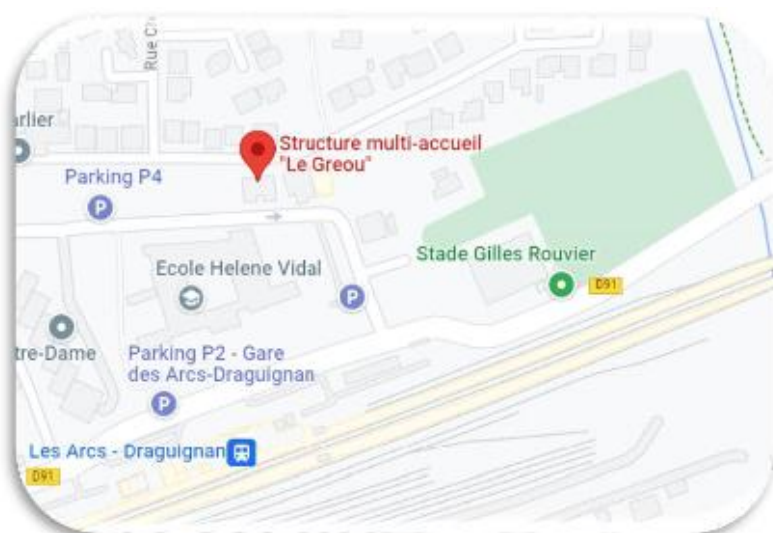 Rue C
Structure multi-accueil
"Le Greou"
Parking P4
P
Ecole Helene Vidal
Stade Gilles Rouvier
D91
P
tre-Dame
Parking P2 - Gare
des Arcs-Draguignan
P
Les Arcs - Draguignan
D91